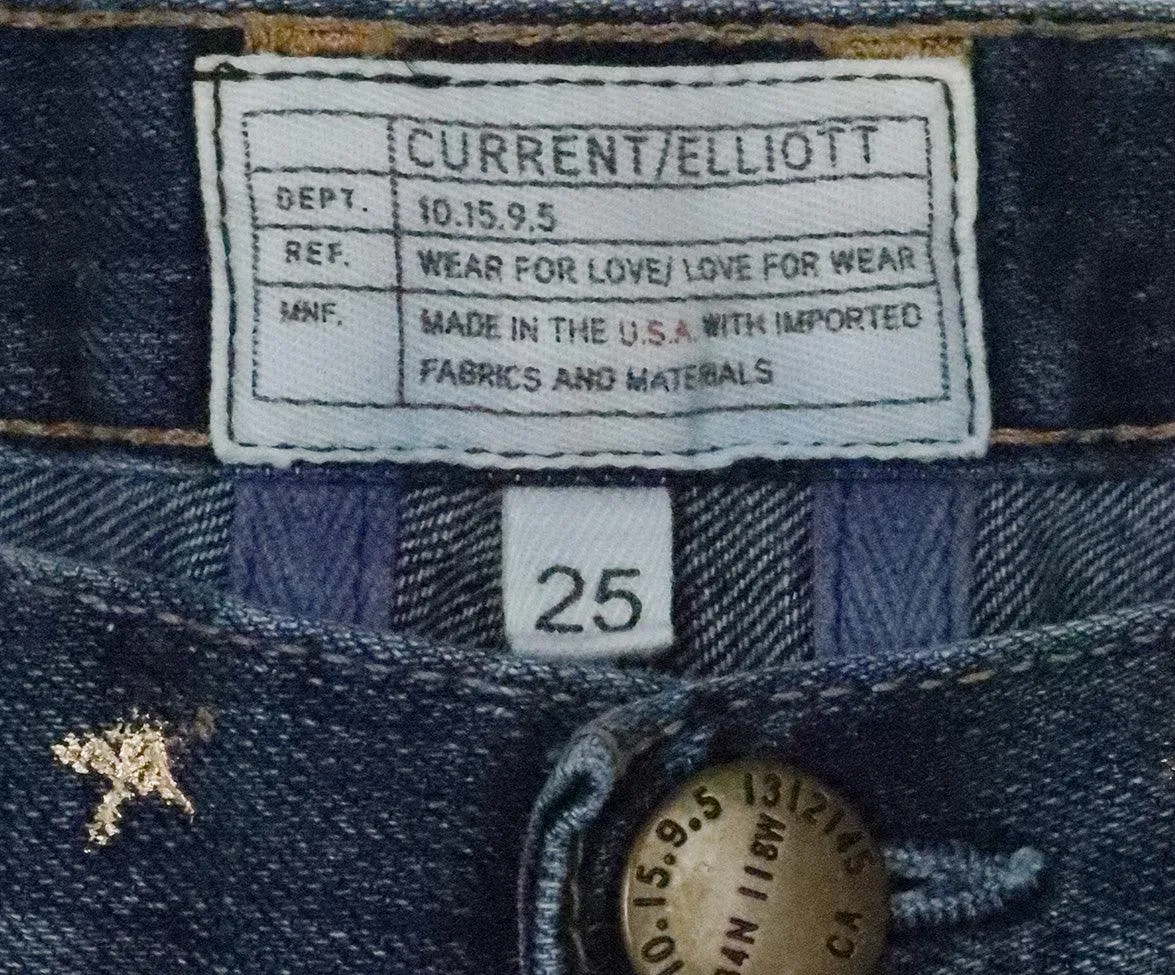 CURRENT/ELLIOTT
DEPT. 10.15.9.5
REF. WEAR FOR LOVE/ LOVE FOR WEAR
MNF. MADE IN THE U.S.A. WITH IMPORTED
FABRICS AND MATERIALS
25
10.15.9.5 1312145
34N 118W
CA